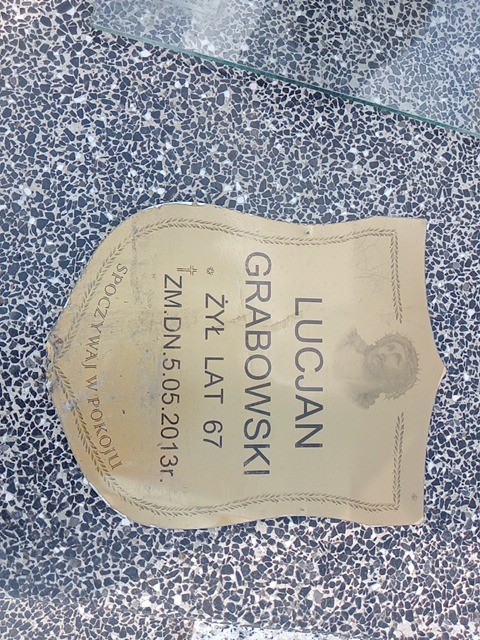 LUCJAN
GRABOWSKI
* ŻYŁ LAT 67
† ZM.DN.5.05.2013r.
SPOCZYWAJ W POKOJU